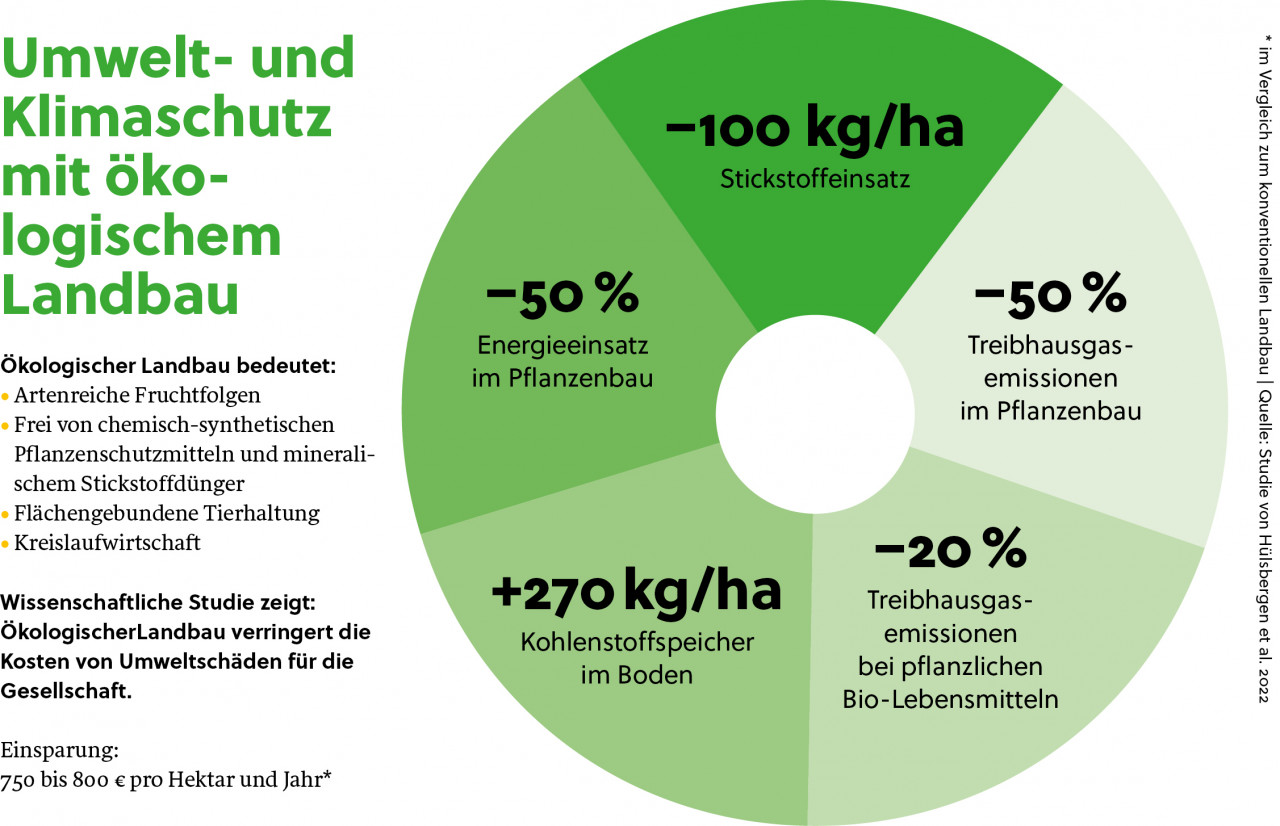 Umwelt- und
Klimaschutz
mit öko-
logischem
Landbau
Ökologischer Landbau bedeutet:
• Artenreiche Fruchtfolgen
• Frei von chemisch-synthetischen
Pflanzenschutzmitteln und minerali-
schem Stickstoffdünger
• Flächengebundene Tierhaltung
• Kreislaufwirtschaft
Wissenschaftliche Studie zeigt:
ÖkologischerLandbau verringert die
Kosten von Umweltschäden für die
Gesellschaft.
Einsparung:
750 bis 800 € pro Hektar und Jahr*
–100 kg/ha
Stickstoffeinsatz
–50 %
Treibhausgas-
emissionen
im Pflanzenbau
–20 %
Treibhausgas-
emissionen
bei pflanzlichen
Bio-Lebensmitteln
+270 kg/ha
Kohlenstoffspeicher
im Boden
–50 %
Energieeinsatz
im Pflanzenbau
* im Vergleich zum konventionellen Landbau | Quelle: Studie von Hülsbergen et al. 2022